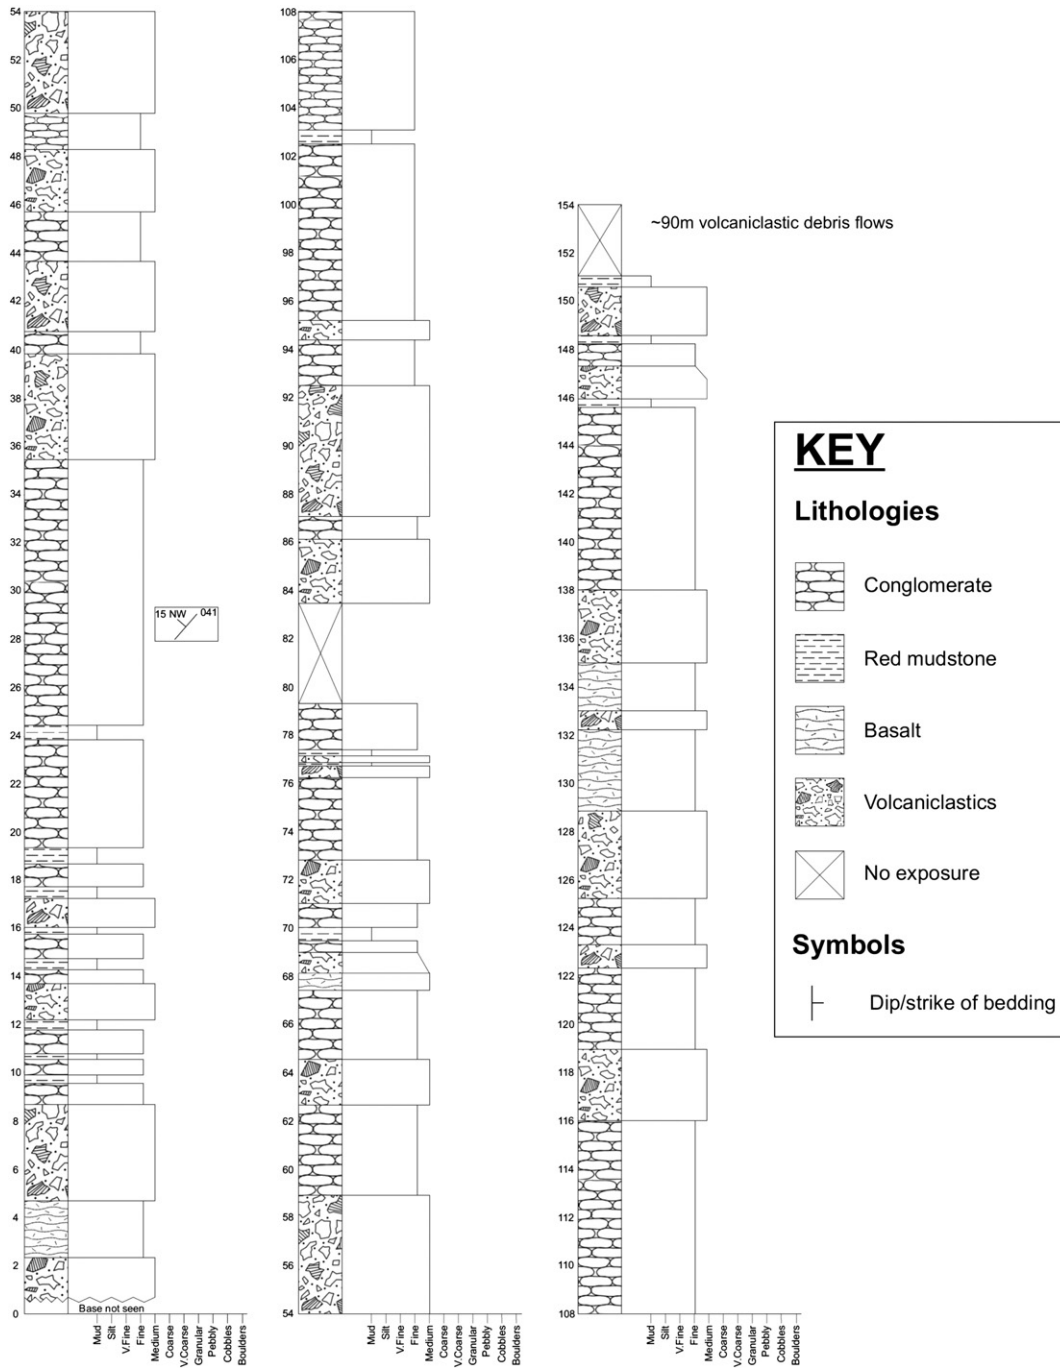 54
52
50
48
46
44
42
40
38
36
34
32
30
28
26
24
22
20
18
16
14
12
10
8
6
4
2
0
15 NW 041
Base not seen
Mud
Silt
V.Fine
Fine
Medium
Coarse
V.Coarse
Granular
Pebbly
Cobbles
Boulders
108
106
104
102
100
98
96
94
92
90
88
86
84
82
80
78
76
74
72
70
68
66
64
62
60
58
56
54
Mud
Silt
V.Fine
Fine
Medium
Coarse
V.Coarse
Granular
Pebbly
Cobbles
Boulders
154
~90m volcaniclastic debris flows
152
150
148
146
144
142
140
138
136
134
132
130
128
126
124
122
120
118
116
114
112
110
108
Mud
Silt
V.Fine
Fine
Medium
Coarse
V.Coarse
Granular
Pebbly
Cobbles
Boulders
KEY
Lithologies
Conglomerate
Red mudstone
Basalt
Volcaniclastics
No exposure
Symbols
Dip/strike of bedding